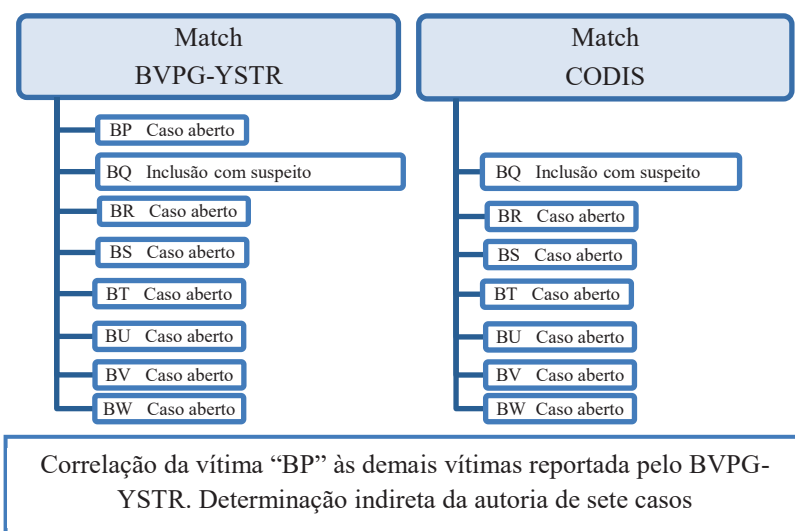 Match
BVPG-YSTR
BP Caso aberto
BQ Inclusão com suspeito
BR Caso aberto
BS Caso aberto
BT Caso aberto
BU Caso aberto
BV Caso aberto
BW Caso aberto
Match
CODIS
BQ Inclusão com suspeito
BR Caso aberto
BS Caso aberto
BT Caso aberto
BU Caso aberto
BV Caso aberto
BW Caso aberto
Correlação da vítima “BP” às demais vítimas reportada pelo BVPG-
YSTR. Determinação indireta da autoria de sete casos